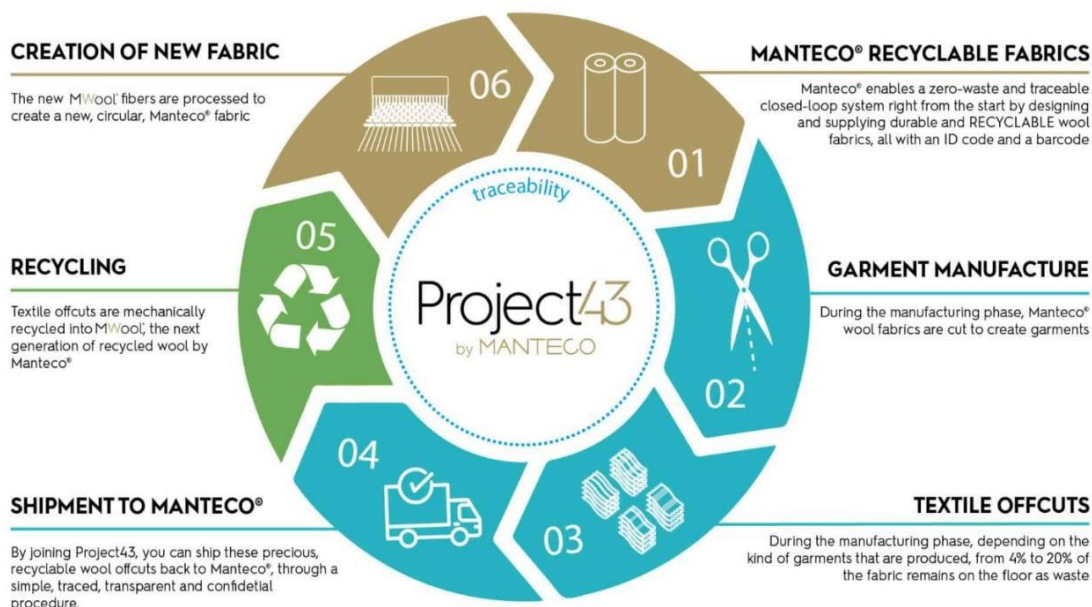 CREATION OF NEW FABRIC
The new MWool® fibers are processed to
create a new, circular, Manteco® fabric
06
MANTECO® RECYCLABLE FABRICS
Manteco® enables a zero-waste and traceable
closed-loop system right from the start by designing
and supplying durable and RECYCLABLE wool
fabrics, all with an ID code and a barcode
01
traceability
Project43
by MANTECO
RECYCLING
Textile offcuts are mechanically
recycled into MWool®, the next
generation of recycled wool by
Manteco®
05
GARMENT MANUFACTURE
During the manufacturing phase, Manteco®
wool fabrics are cut to create garments
02
SHIPMENT TO MANTECO®
By joining Project43, you can ship these precious,
recyclable wool offcuts back to Manteco®, through a
simple, traced, transparent and confidetial
procedure.
04
TEXTILE OFFCUTS
During the manufacturing phase, depending on the
kind of garments that are produced, from 4% to 20% of
the fabric remains on the floor as waste
03